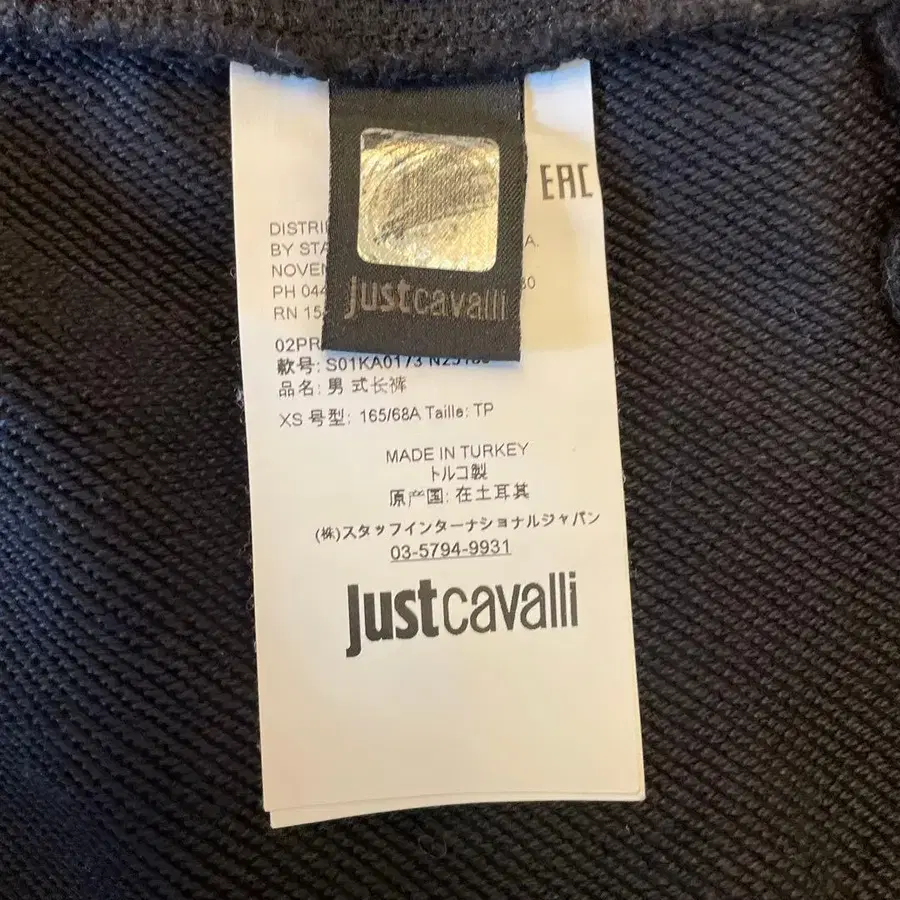 EAC
DISTRI
BY STA A.
NOVEN
PH 044 30
RN 15
justcavalli
02PR
款号: S01KA0173
品名: 男 式长裤
XS 号型: 165/68A Taille: TP
MADE IN TURKEY
トルコ製
原产国: 在土耳其
(株)スタッフインターナショナルジャパン
03-5794-9931
justcavalli